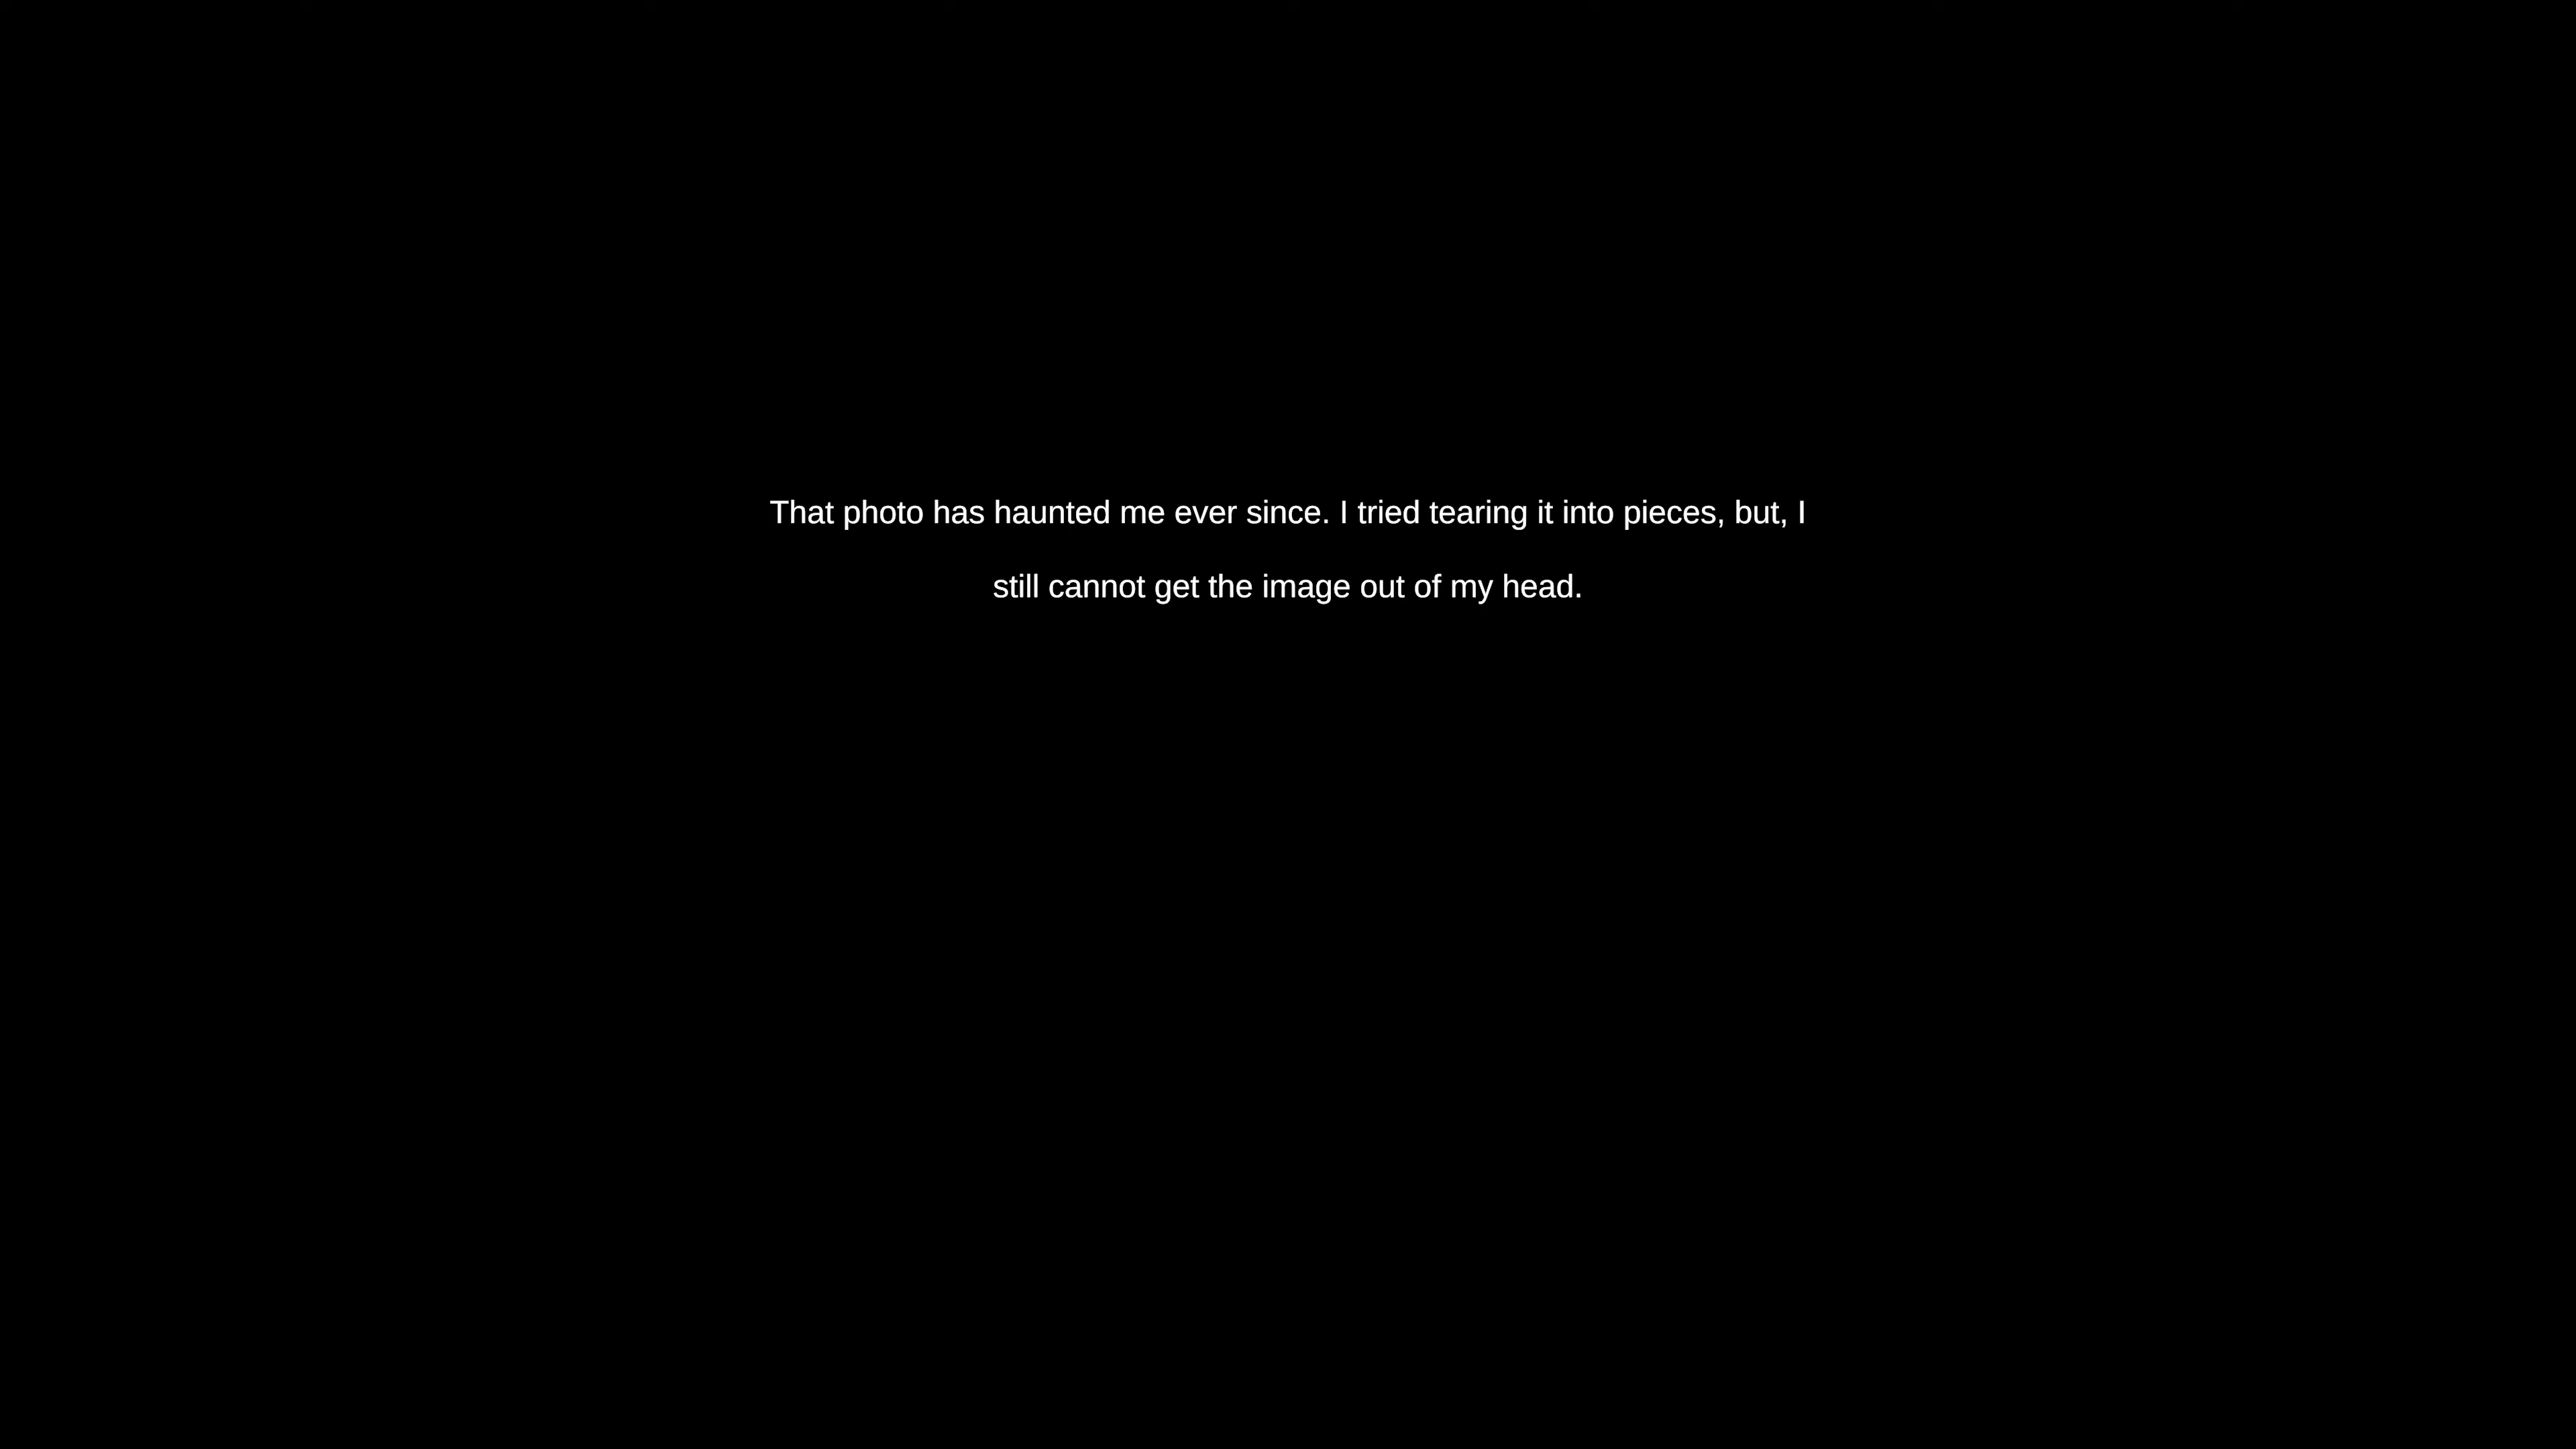 That photo has haunted me ever since. I tried tearing it into pieces, but, I
still cannot get the image out of my head.